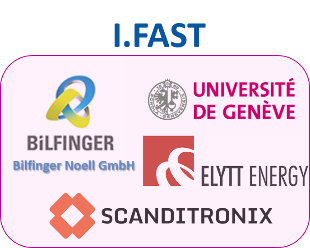 I.FAST
BiLFINGER
Bilfinger Noell GmbH
UNIVERSITÉ
DE GENÈVE
ELYTT ENERGY
SCANDITRONIX